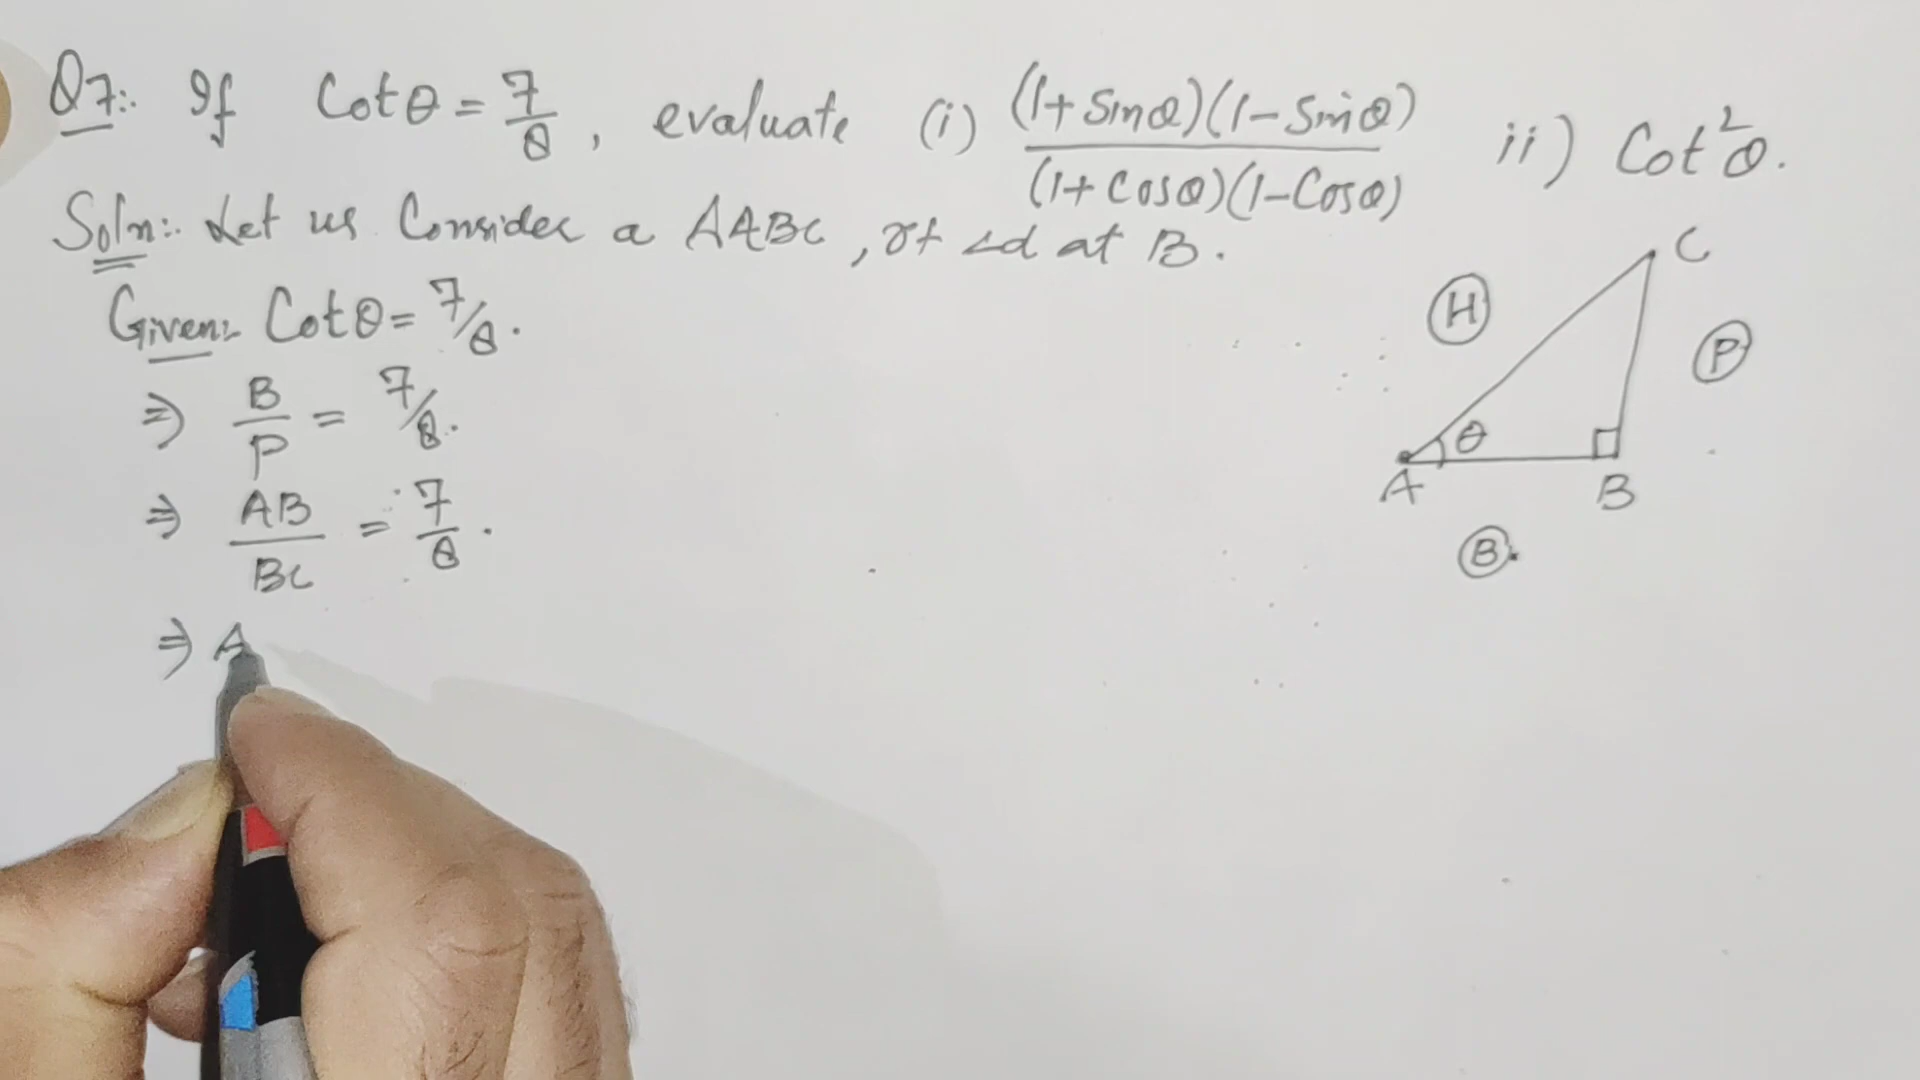 Q7:. If Cotθ = 7/8, evaluate (i) (1+Sinθ)(1-Sinθ)/(1+Cosθ)(1-Cosθ) ii) Cot²θ.
Soln:. Let us Consider a △ABC, rt ∠d at B.
Given:- Cotθ = 7/8.
⇒ B/P = 7/8.
⇒ AB/BC = 7/8.
⇒ A
C
H
P
θ
A
B
B